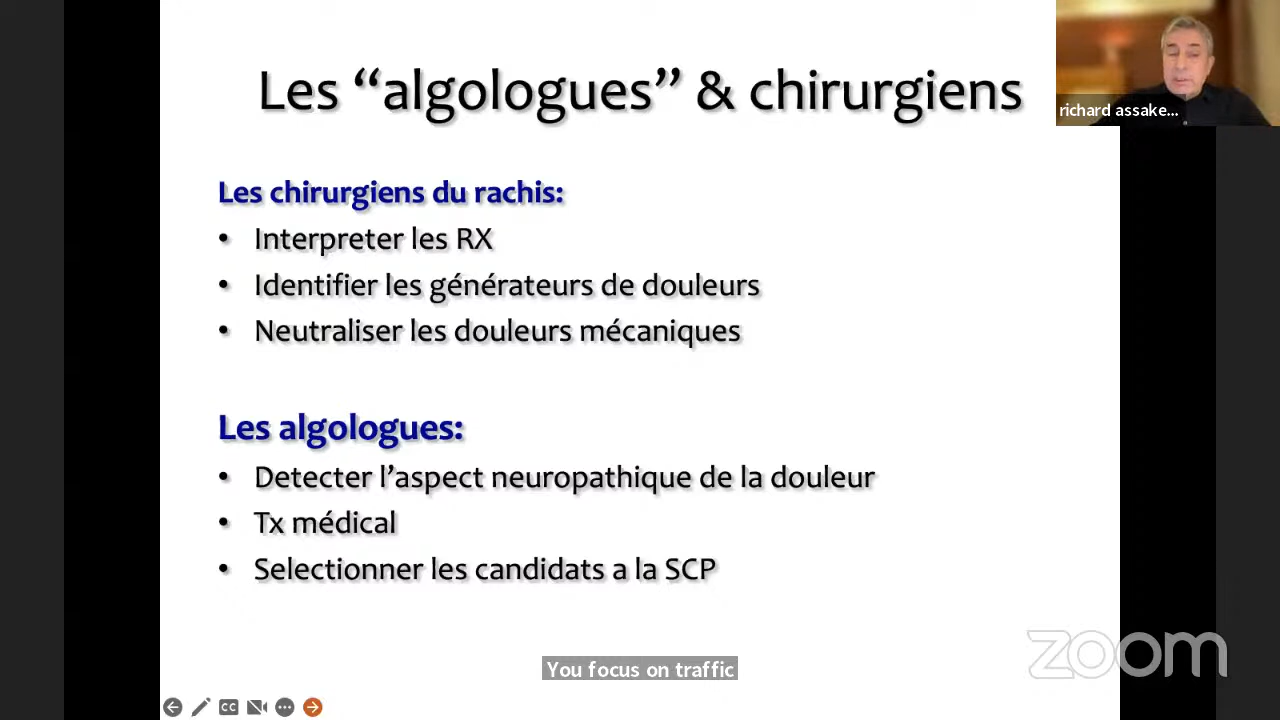 Les “algologues” & chirurgiens
richard assake...
Les chirurgiens du rachis:
• Interpreter les RX
• Identifier les générateurs de douleurs
• Neutraliser les douleurs mécaniques
Les algologues:
• Detecter l’aspect neuropathique de la douleur
• Tx médical
• Selectionner les candidats a la SCP
zoom
You focus on traffic
CC